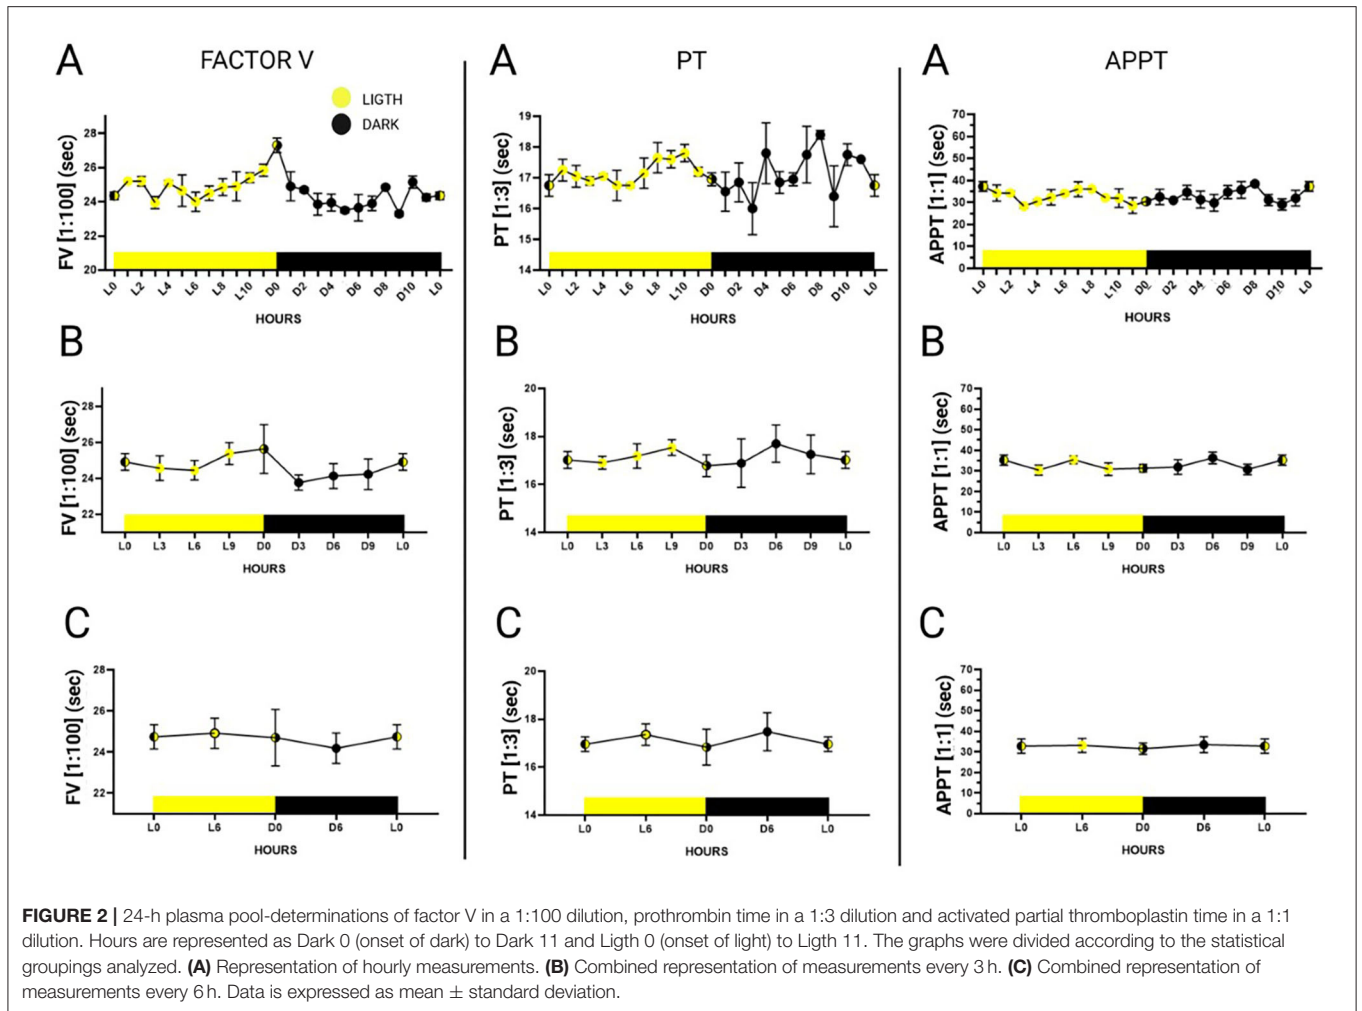 A
FACTOR V
LIGTH
DARK
FV [1:100] (sec)
28
26
24
22
20
L0 L2 L4 L6 L8 L10 D0 D2 D4 D6 D8 D10 L0
HOURS
A
PT
PT [1:3] (sec)
19
18
17
16
15
14
L0 L2 L4 L6 L8 L10 D0 D2 D4 D6 D8 D10 L0
HOURS
A
APPT
APPT [1:1] (sec)
70
60
50
40
30
20
10
0
L0 L2 L4 L6 L8 L10 D0 D2 D4 D6 D8 D10 L0
HOURS
B
FV [1:100] (sec)
28
26
24
22
L0 L3 L6 L9 D0 D3 D6 D9 L0
HOURS
B
PT [1:3] (sec)
20
18
16
14
L0 L3 L6 L9 D0 D3 D6 D9 L0
HOURS
B
APPT [1:1] (sec)
70
60
50
40
30
20
10
0
L0 L3 L6 L9 D0 D3 D6 D9 L0
HOURS
C
FV [1:100] (sec)
28
26
24
22
L0 L6 D0 D6 L0
HOURS
C
PT [1:3] (sec)
20
18
16
14
L0 L6 D0 D6 L0
HOURS
C
APPT [1:1] (sec)
70
60
50
40
30
20
10
0
L0 L6 D0 D6 L0
HOURS
FIGURE 2 | 24-h plasma pool-determinations of factor V in a 1:100 dilution, prothrombin time in a 1:3 dilution and activated partial thromboplastin time in a 1:1
dilution. Hours are represented as Dark 0 (onset of dark) to Dark 11 and Ligth 0 (onset of light) to Ligth 11. The graphs were divided according to the statistical
groupings analyzed. (A) Representation of hourly measurements. (B) Combined representation of measurements every 3 h. (C) Combined representation of
measurements every 6 h. Data is expressed as mean ± standard deviation.